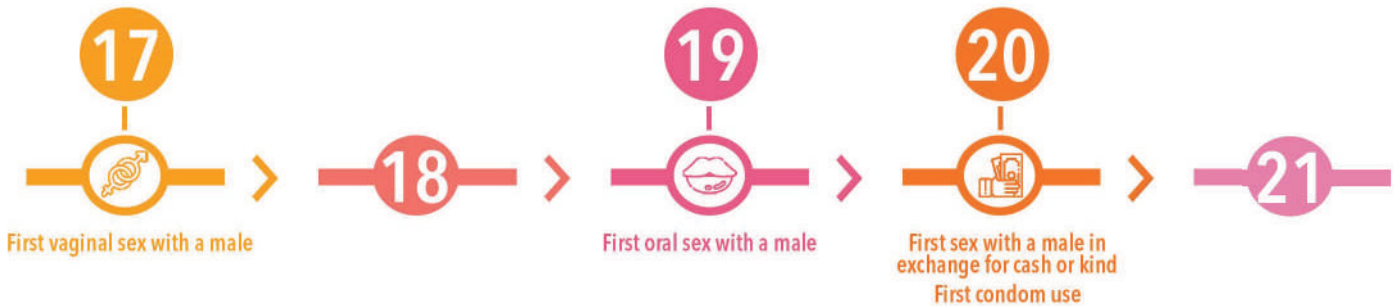 17
19
20
18
21
First vaginal sex with a male
First oral sex with a male
First sex with a male in
exchange for cash or kind
First condom use